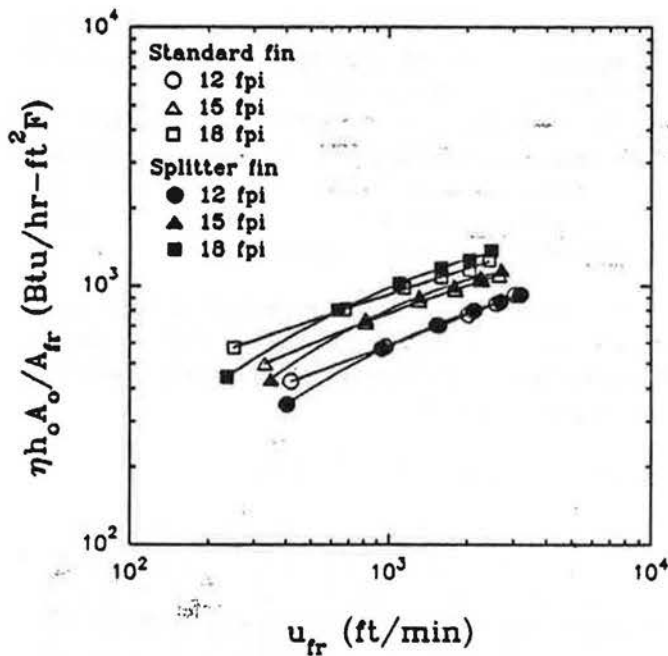 10⁴
Standard fin
12 fpi
15 fpi
18 fpi
Splitter fin
12 fpi
15 fpi
18 fpi
10³
10²
10² 10³ 10⁴
ηhₒAₒ/A_fr (Btu/hr-ft²F)
u_fr (ft/min)